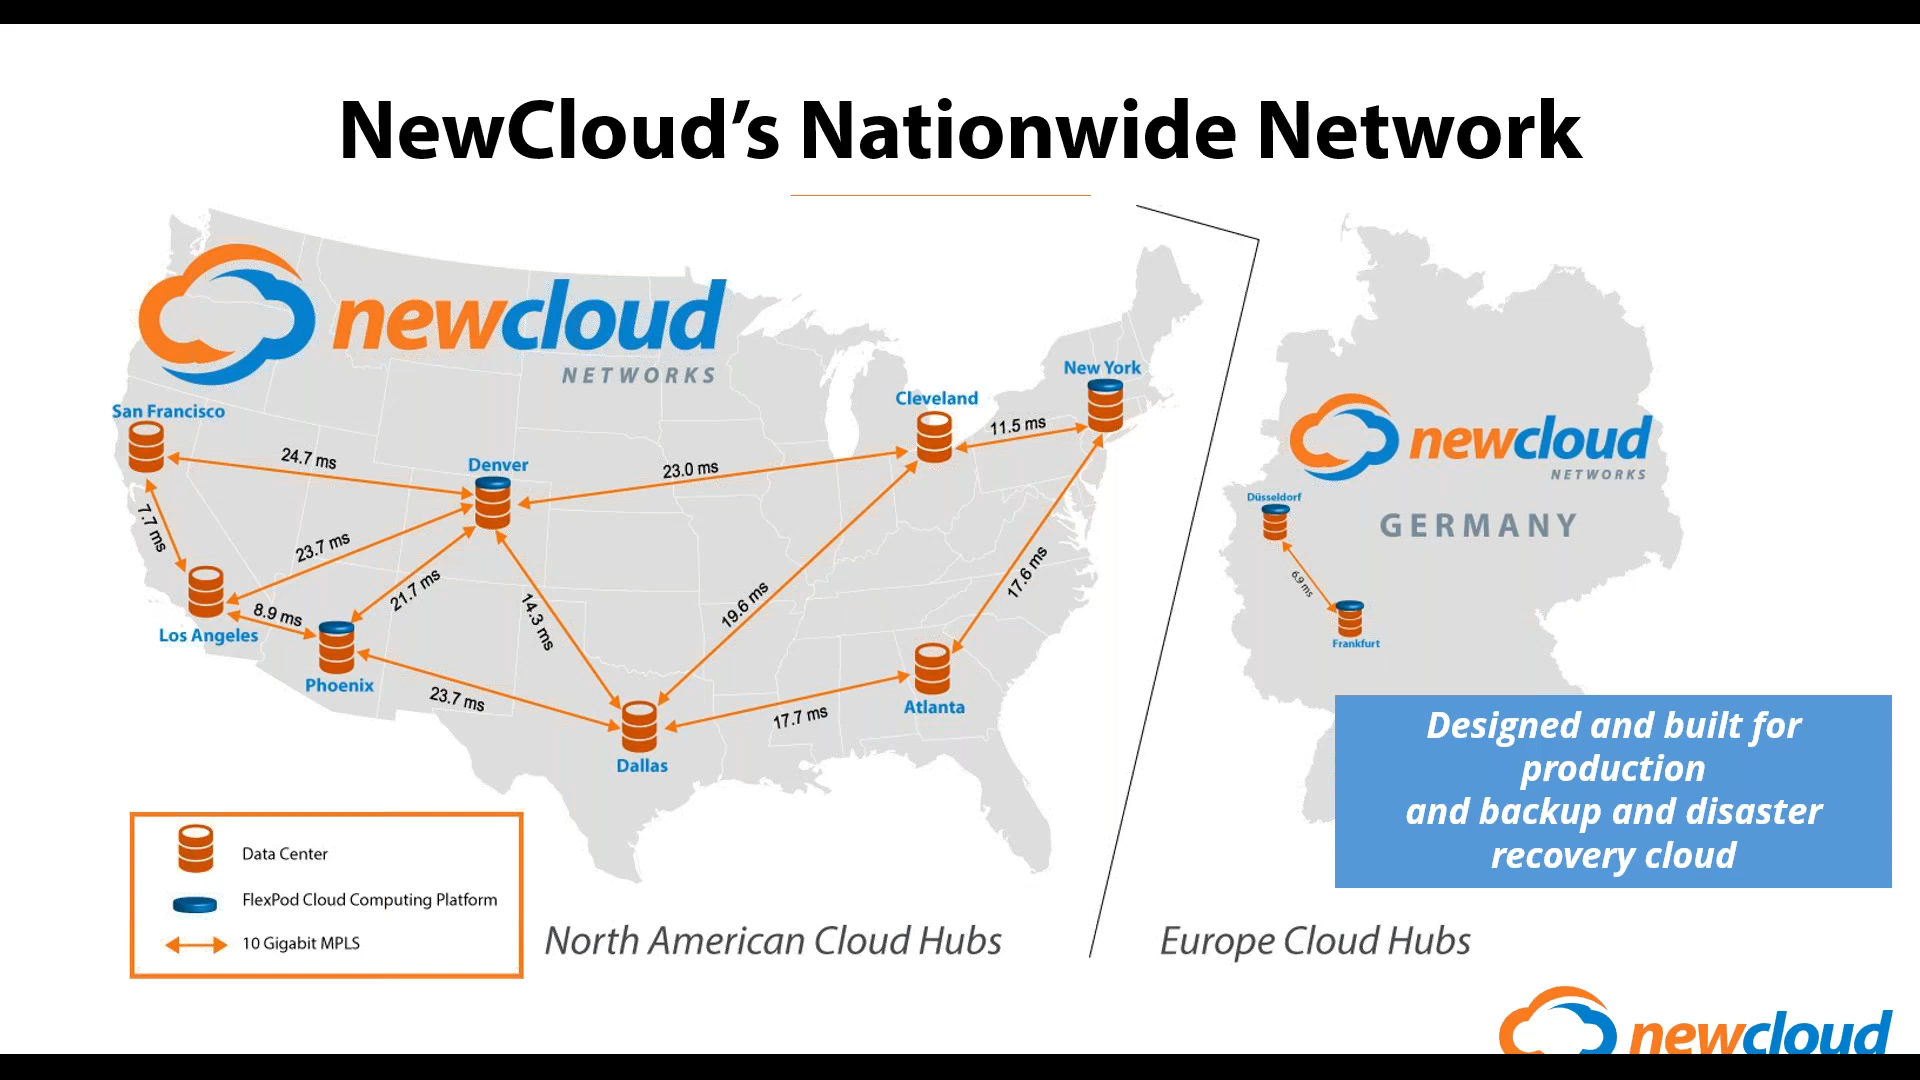 NewCloud’s Nationwide Network
newcloud
NETWORKS
San Francisco
24.7 ms
7.7 ms
Denver
23.7 ms
8.9 ms
Los Angeles
21.7 ms
Phoenix
23.7 ms
14.3 ms
Dallas
23.0 ms
Cleveland
11.5 ms
New York
19.6 ms
17.6 ms
17.7 ms
Atlanta
newcloud
NETWORKS
GERMANY
Düsseldorf
6.9 ms
Frankfurt
Designed and built for
production
and backup and disaster
recovery cloud
Data Center
FlexPod Cloud Computing Platform
10 Gigabit MPLS
North American Cloud Hubs
Europe Cloud Hubs
newcloud